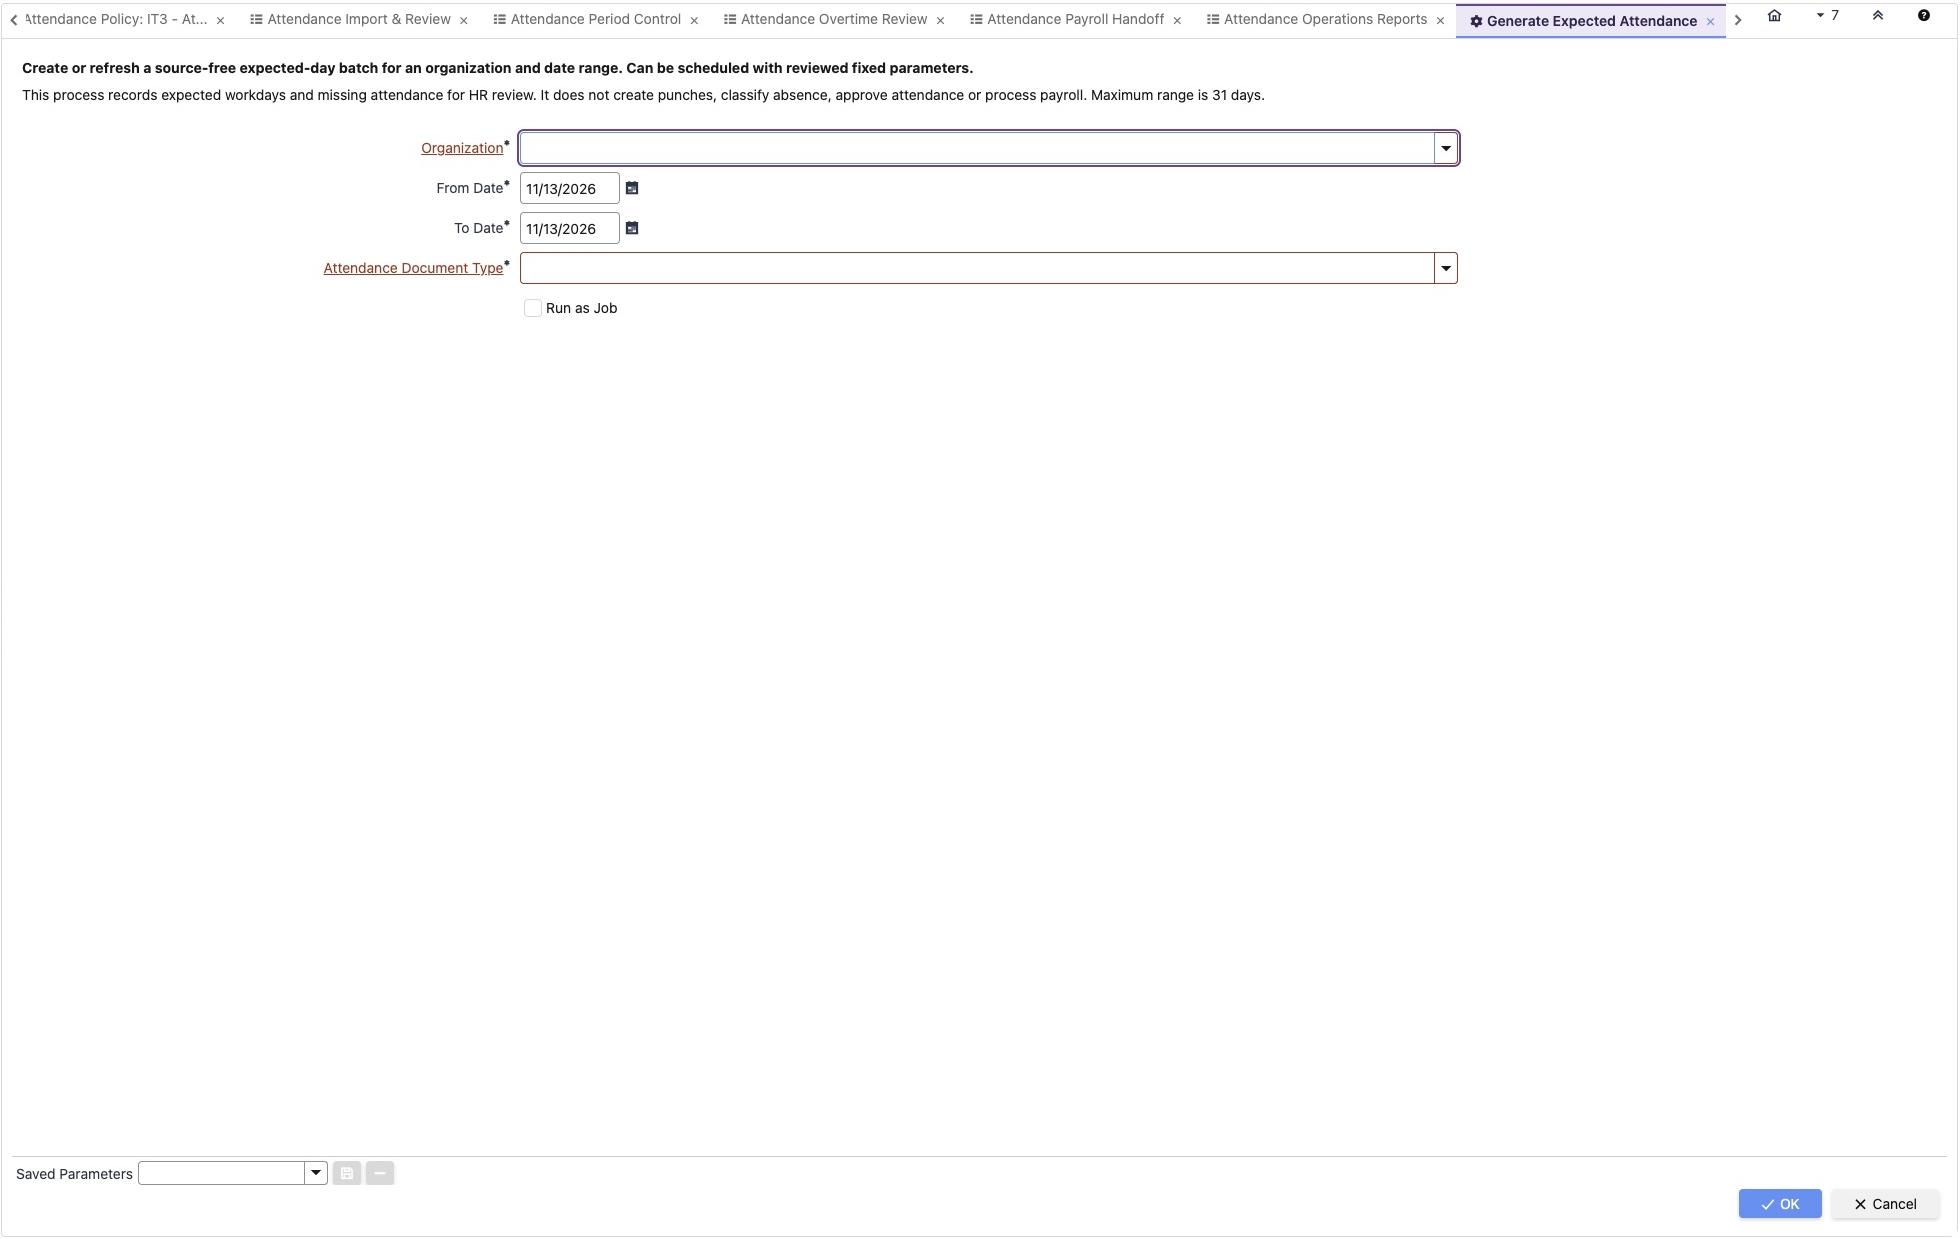 Attendance Policy: IT3 - At...
Attendance Import & Review
Attendance Period Control
Attendance Overtime Review
Attendance Payroll Handoff
Attendance Operations Reports
Generate Expected Attendance
7
Create or refresh a source-free expected-day batch for an organization and date range. Can be scheduled with reviewed fixed parameters.
This process records expected workdays and missing attendance for HR review. It does not create punches, classify absence, approve attendance or process payroll. Maximum range is 31 days.
Organization*
From Date* 11/13/2026
To Date* 11/13/2026
Attendance Document Type*
Run as Job
Saved Parameters
OK
Cancel